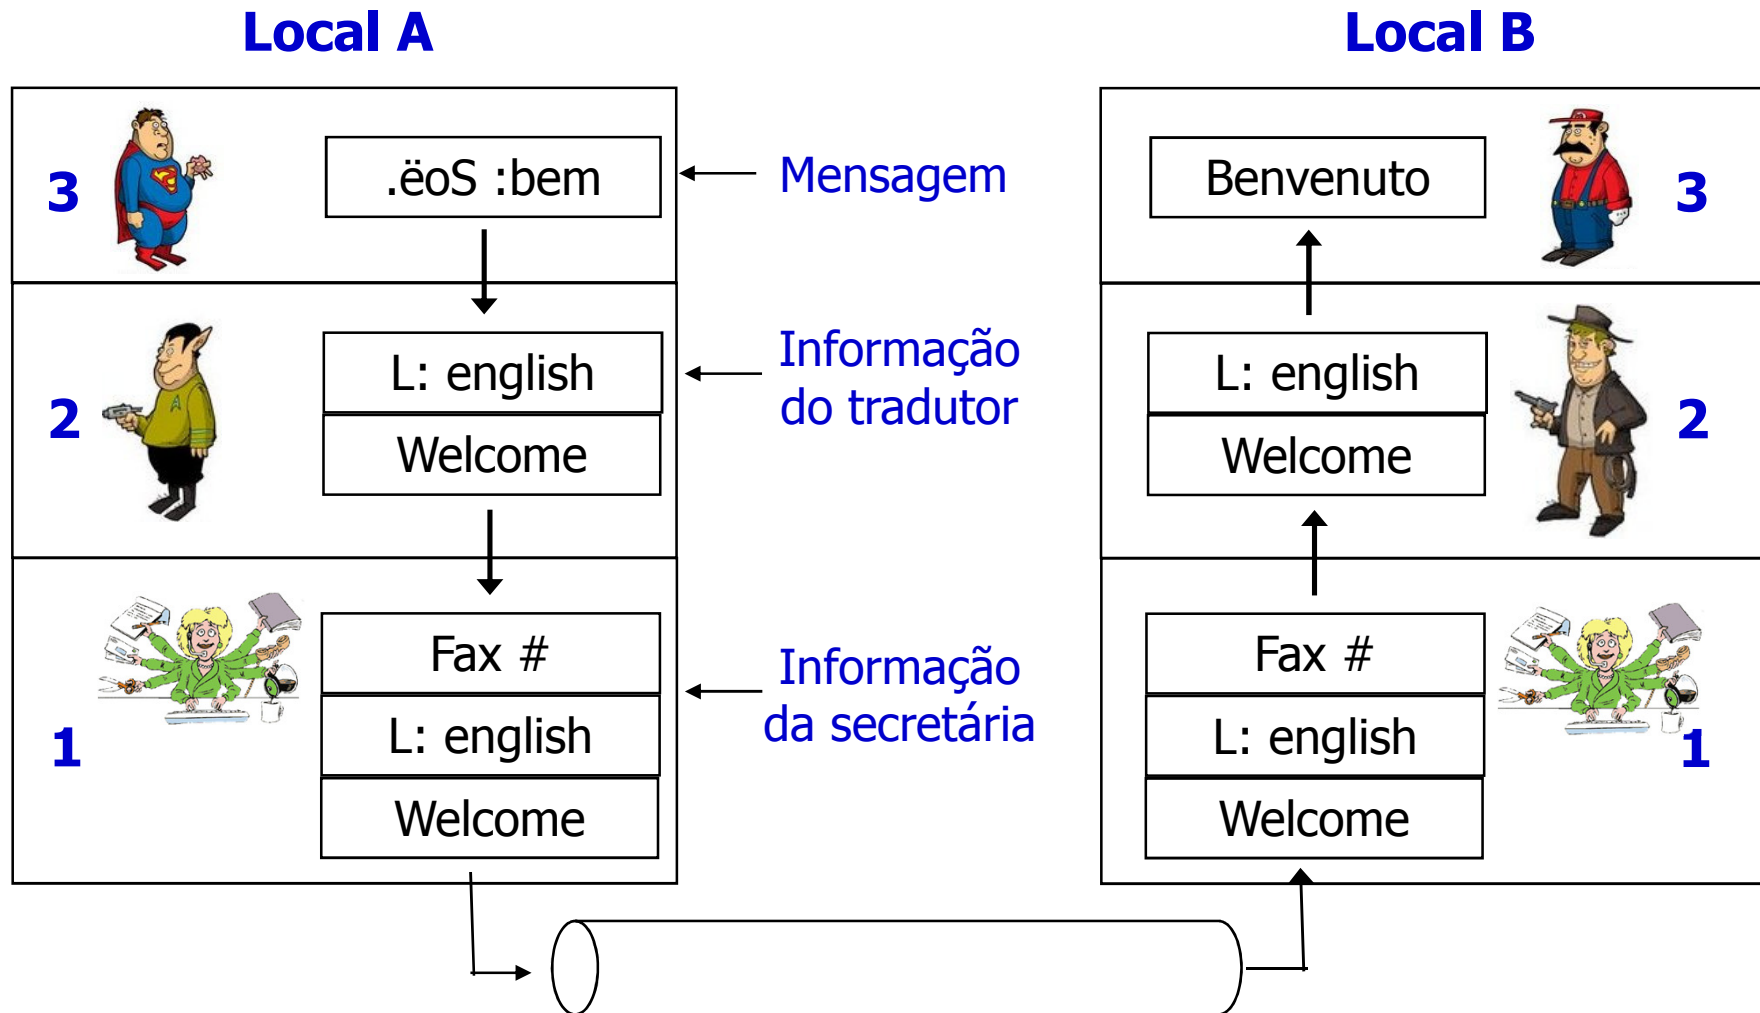 Local A
Local B
3
.ëoS :bem
Mensagem
Benvenuto
3
2
L: english
Welcome
Informação
do tradutor
L: english
Welcome
2
1
Fax #
L: english
Welcome
Informação
da secretária
Fax #
L: english
Welcome
1